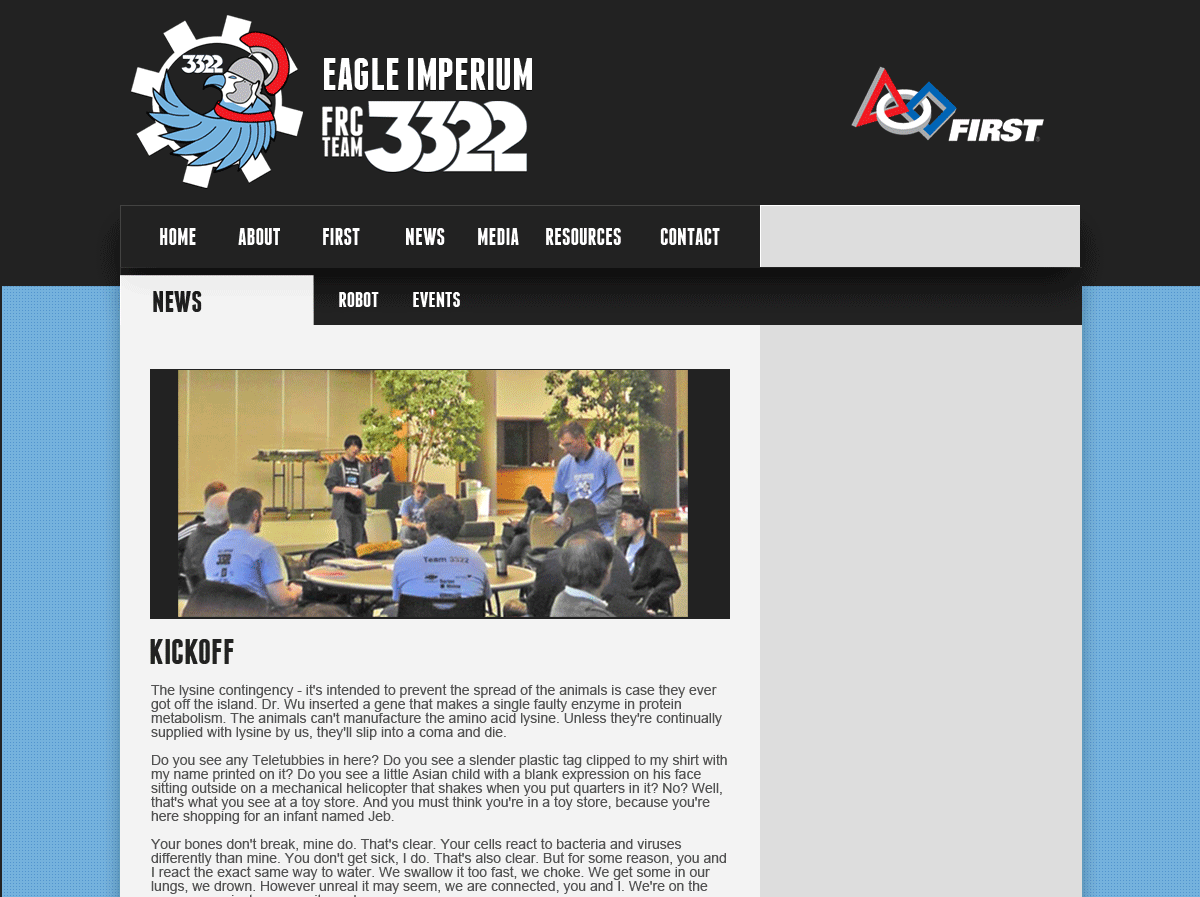 3322
EAGLE IMPERIUM
FRC
TEAM
3322
FIRST
HOME ABOUT FIRST NEWS MEDIA RESOURCES CONTACT
NEWS ROBOT EVENTS
Team 3322
KICKOFF
The lysine contingency - it's intended to prevent the spread of the animals is case they ever
got off the island. Dr. Wu inserted a gene that makes a single faulty enzyme in protein
metabolism. The animals can't manufacture the amino acid lysine. Unless they're continually
supplied with lysine by us, they'll slip into a coma and die.
Do you see any Teletubbies in here? Do you see a slender plastic tag clipped to my shirt with
my name printed on it? Do you see a little Asian child with a blank expression on his face
sitting outside on a mechanical helicopter that shakes when you put quarters in it? No? Well,
that's what you see at a toy store. And you must think you're in a toy store, because you're
here shopping for an infant named Jeb.
Your bones don't break, mine do. That's clear. Your cells react to bacteria and viruses
differently than mine. You don't get sick, I do. That's also clear. But for some reason, you and
I react the exact same way to water. We swallow it too fast, we choke. We get some in our
lungs, we drown. However unreal it may seem, we are connected, you and I. We're on the